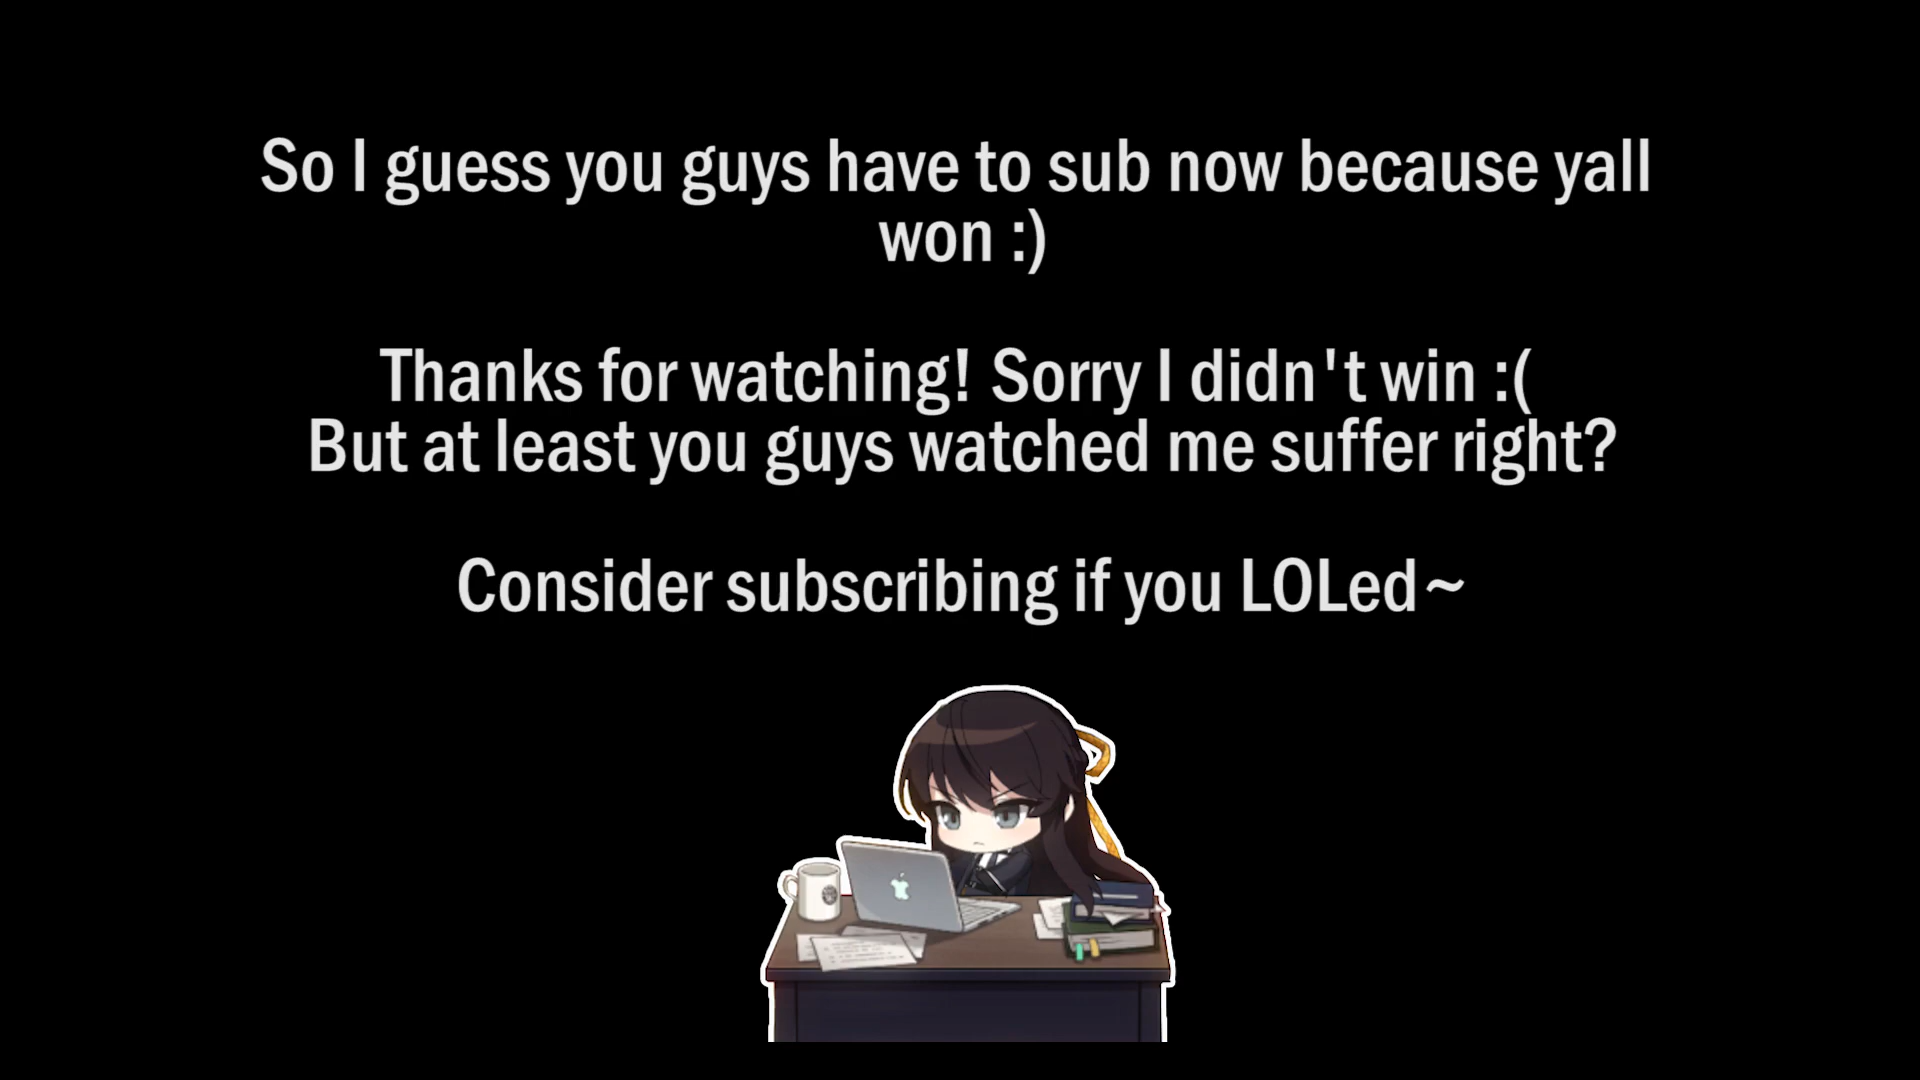 So I guess you guys have to sub now because yall
won :)
Thanks for watching! Sorry I didn't win :(
But at least you guys watched me suffer right?
Consider subscribing if you LOLed~